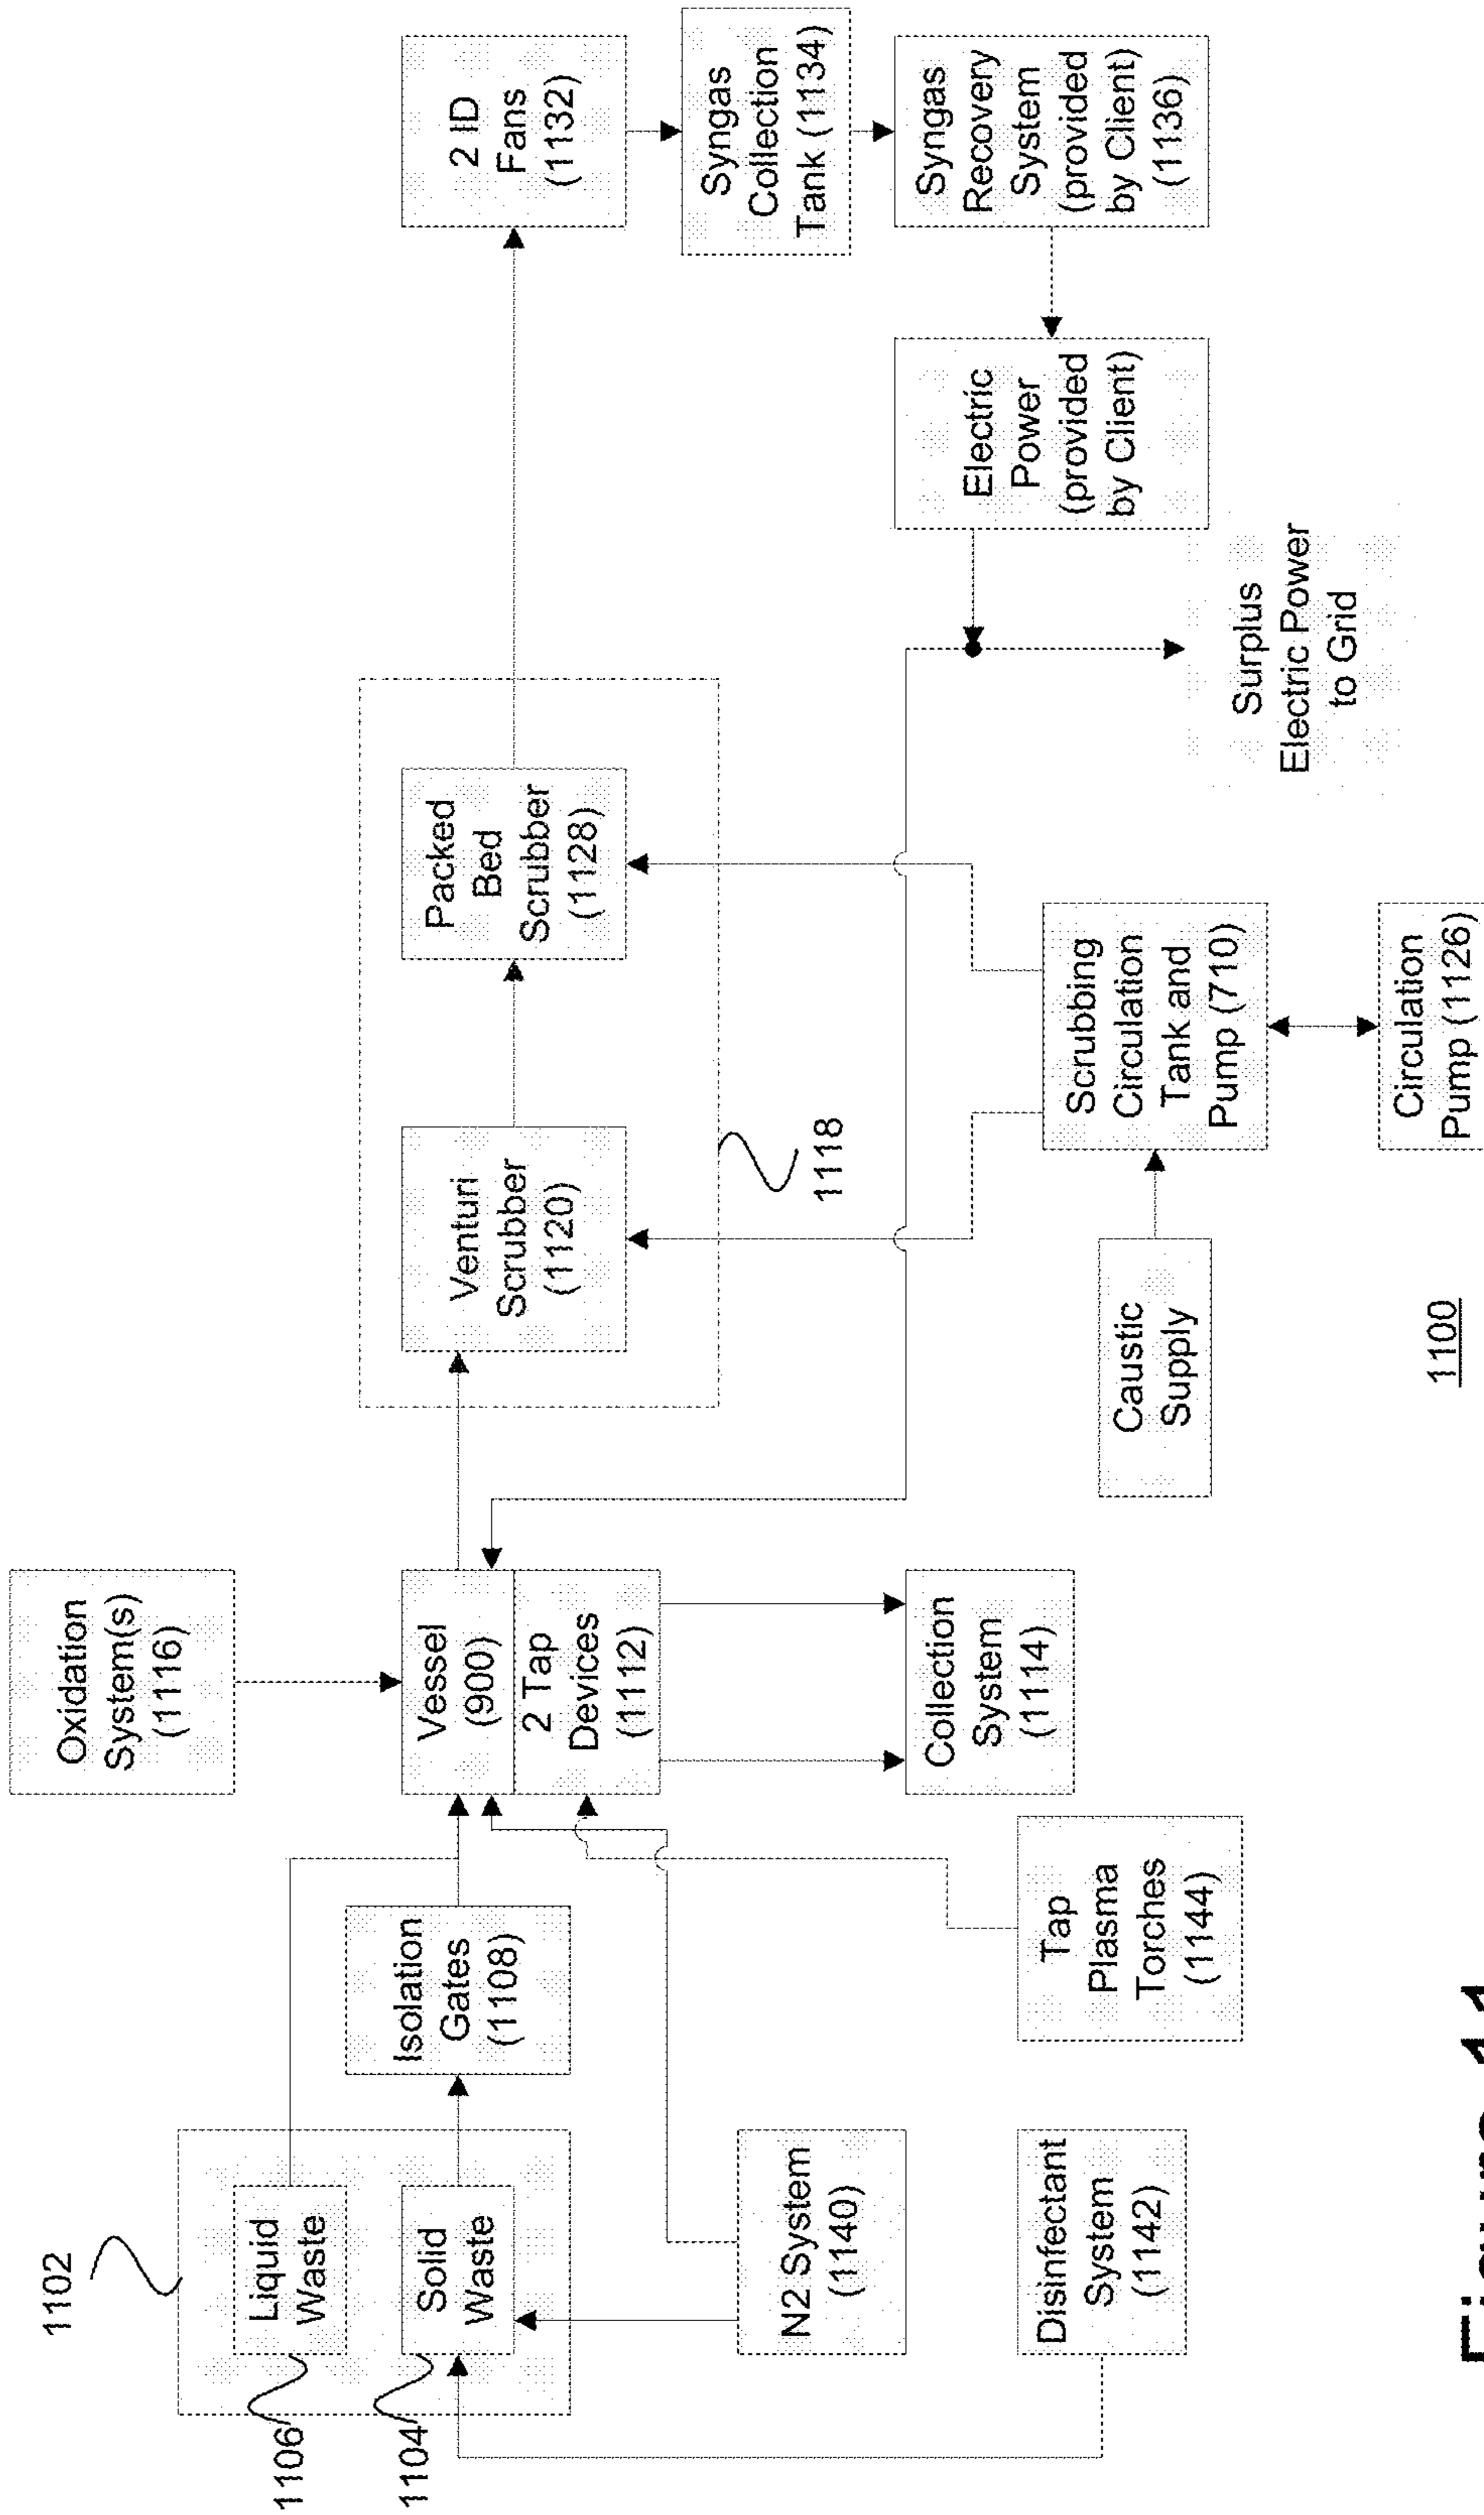 1102
1106
Liquid
Waste
1104
Solid
Waste
Isolation
Gates
(1108)
N2 System
(1140)
Disinfectant
System
(1142)
Tap
Plasma
Torches
(1144)
Oxidation
System(s)
(1116)
Vessel
(900)
2 Tap
Devices
(1112)
Collection
System
(1114)
Venturi
Scrubber
(1120)
Packed
Bed
Scrubber
(1128)
1118
Caustic
Supply
Scrubbing
Circulation
Tank and
Pump (710)
Circulation
Pump (1126)
2 ID
Fans
(1132)
Syngas
Collection
Tank (1134)
Syngas
Recovery
System
(provided
by Client)
(1136)
Electric
Power
(provided
by Client)
Surplus
Electric Power
to Grid
1100
Figure 11